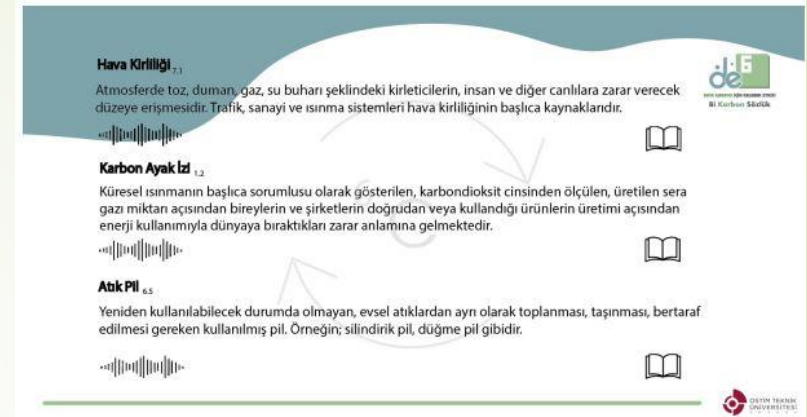 Hava Kirliliği 7.1
Atmosferde toz, duman, gaz, su buharı şeklindeki kirleticilerin, insan ve diğer canlılara zarar verecek
düzeye erişmesidir. Trafik, sanayi ve ısınma sistemleri hava kirliliğinin başlıca kaynaklarıdır.
de 6
Bi Karbon Sözlük
Karbon Ayak İzi 1.2
Küresel ısınmanın başlıca sorumlusu olarak gösterilen, karbondioksit cinsinden ölçülen, üretilen sera
gazı miktarı açısından bireylerin ve şirketlerin doğrudan veya kullandığı ürünlerin üretimi açısından
enerji kullanımıyla dünyaya bıraktıkları zarar anlamına gelmektedir.
°C
Atık Pil 6.5
Yeniden kullanılabilecek durumda olmayan, evsel atıklardan ayrı olarak toplanması, taşınması, bertaraf
edilmesi gereken kullanılmış pil. Örneğin; silindirik pil, düğme pil gibidir.
OSTİM TEKNİK
ÜNİVERSİTESİ